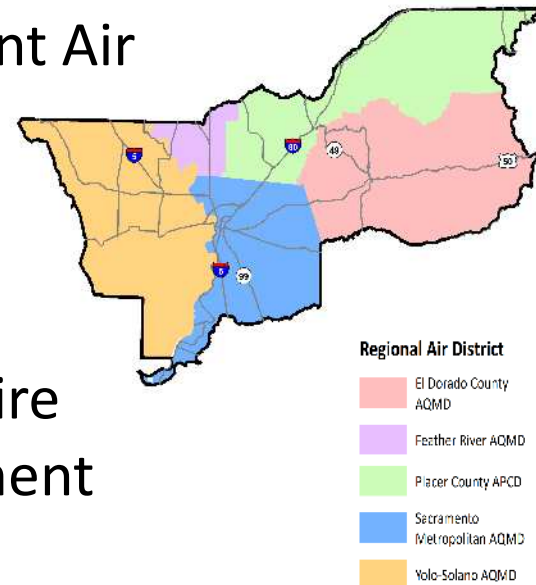 nt Air
80
5
49
50
5
99
ire
nent
Regional Air District
El Dorado County
AQMD
Feather River AQMD
Placer County APCD
Sacramento
Metropolitan AQMD
Yolo-Solano AQMD